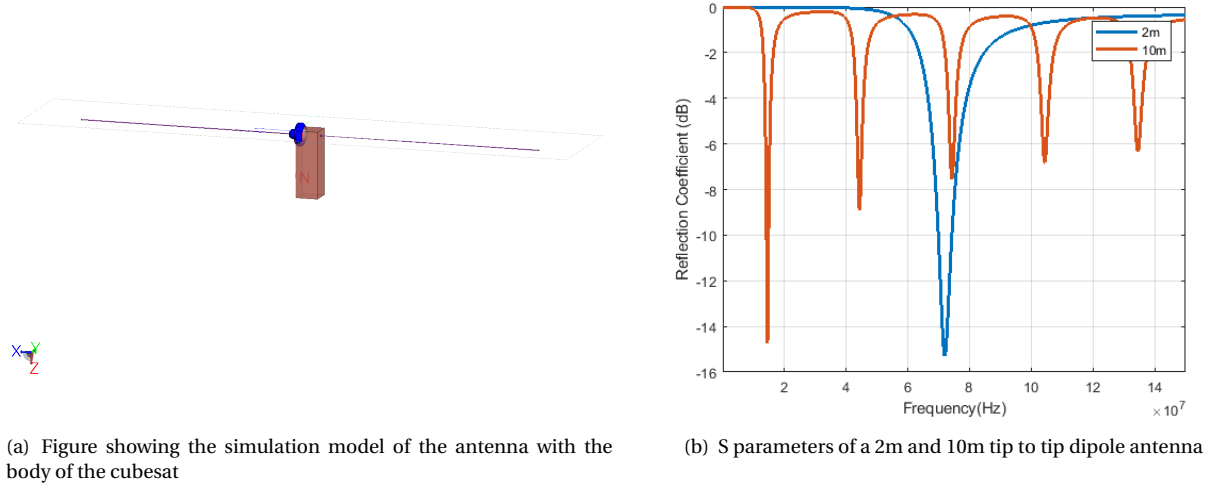 N
X
Y
Z
0
-2
-4
-6
-8
-10
-12
-14
-16
Reflection Coefficient (dB)
2 4 6 8 10 12 14
Frequency(Hz)
×10⁷
2m
10m
(a) Figure showing the simulation model of the antenna with the
body of the cubesat
(b) S parameters of a 2m and 10m tip to tip dipole antenna